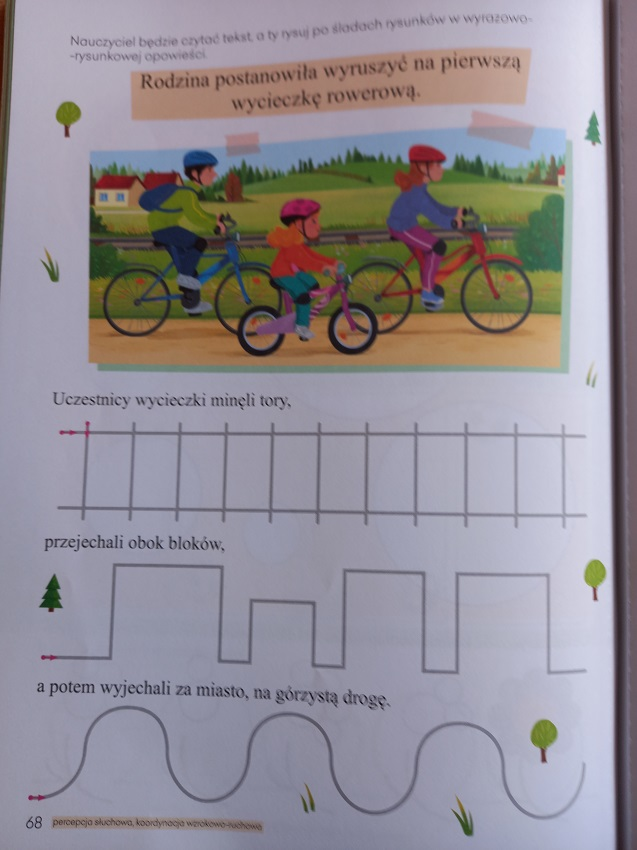 Nauczyciel będzie czytać tekst, a ty rysuj po śladach rysunków w wyrazowo-
-rysunkowej opowieści.
Rodzina postanowiła wyruszyć na pierwszą
wycieczkę rowerową.
Uczestnicy wycieczki minęli tory,
przejechali obok bloków,
a potem wyjechali za miasto, na górzystą drogę.
68 percepcja słuchowa, koordynacja wzrokowo-ruchowa